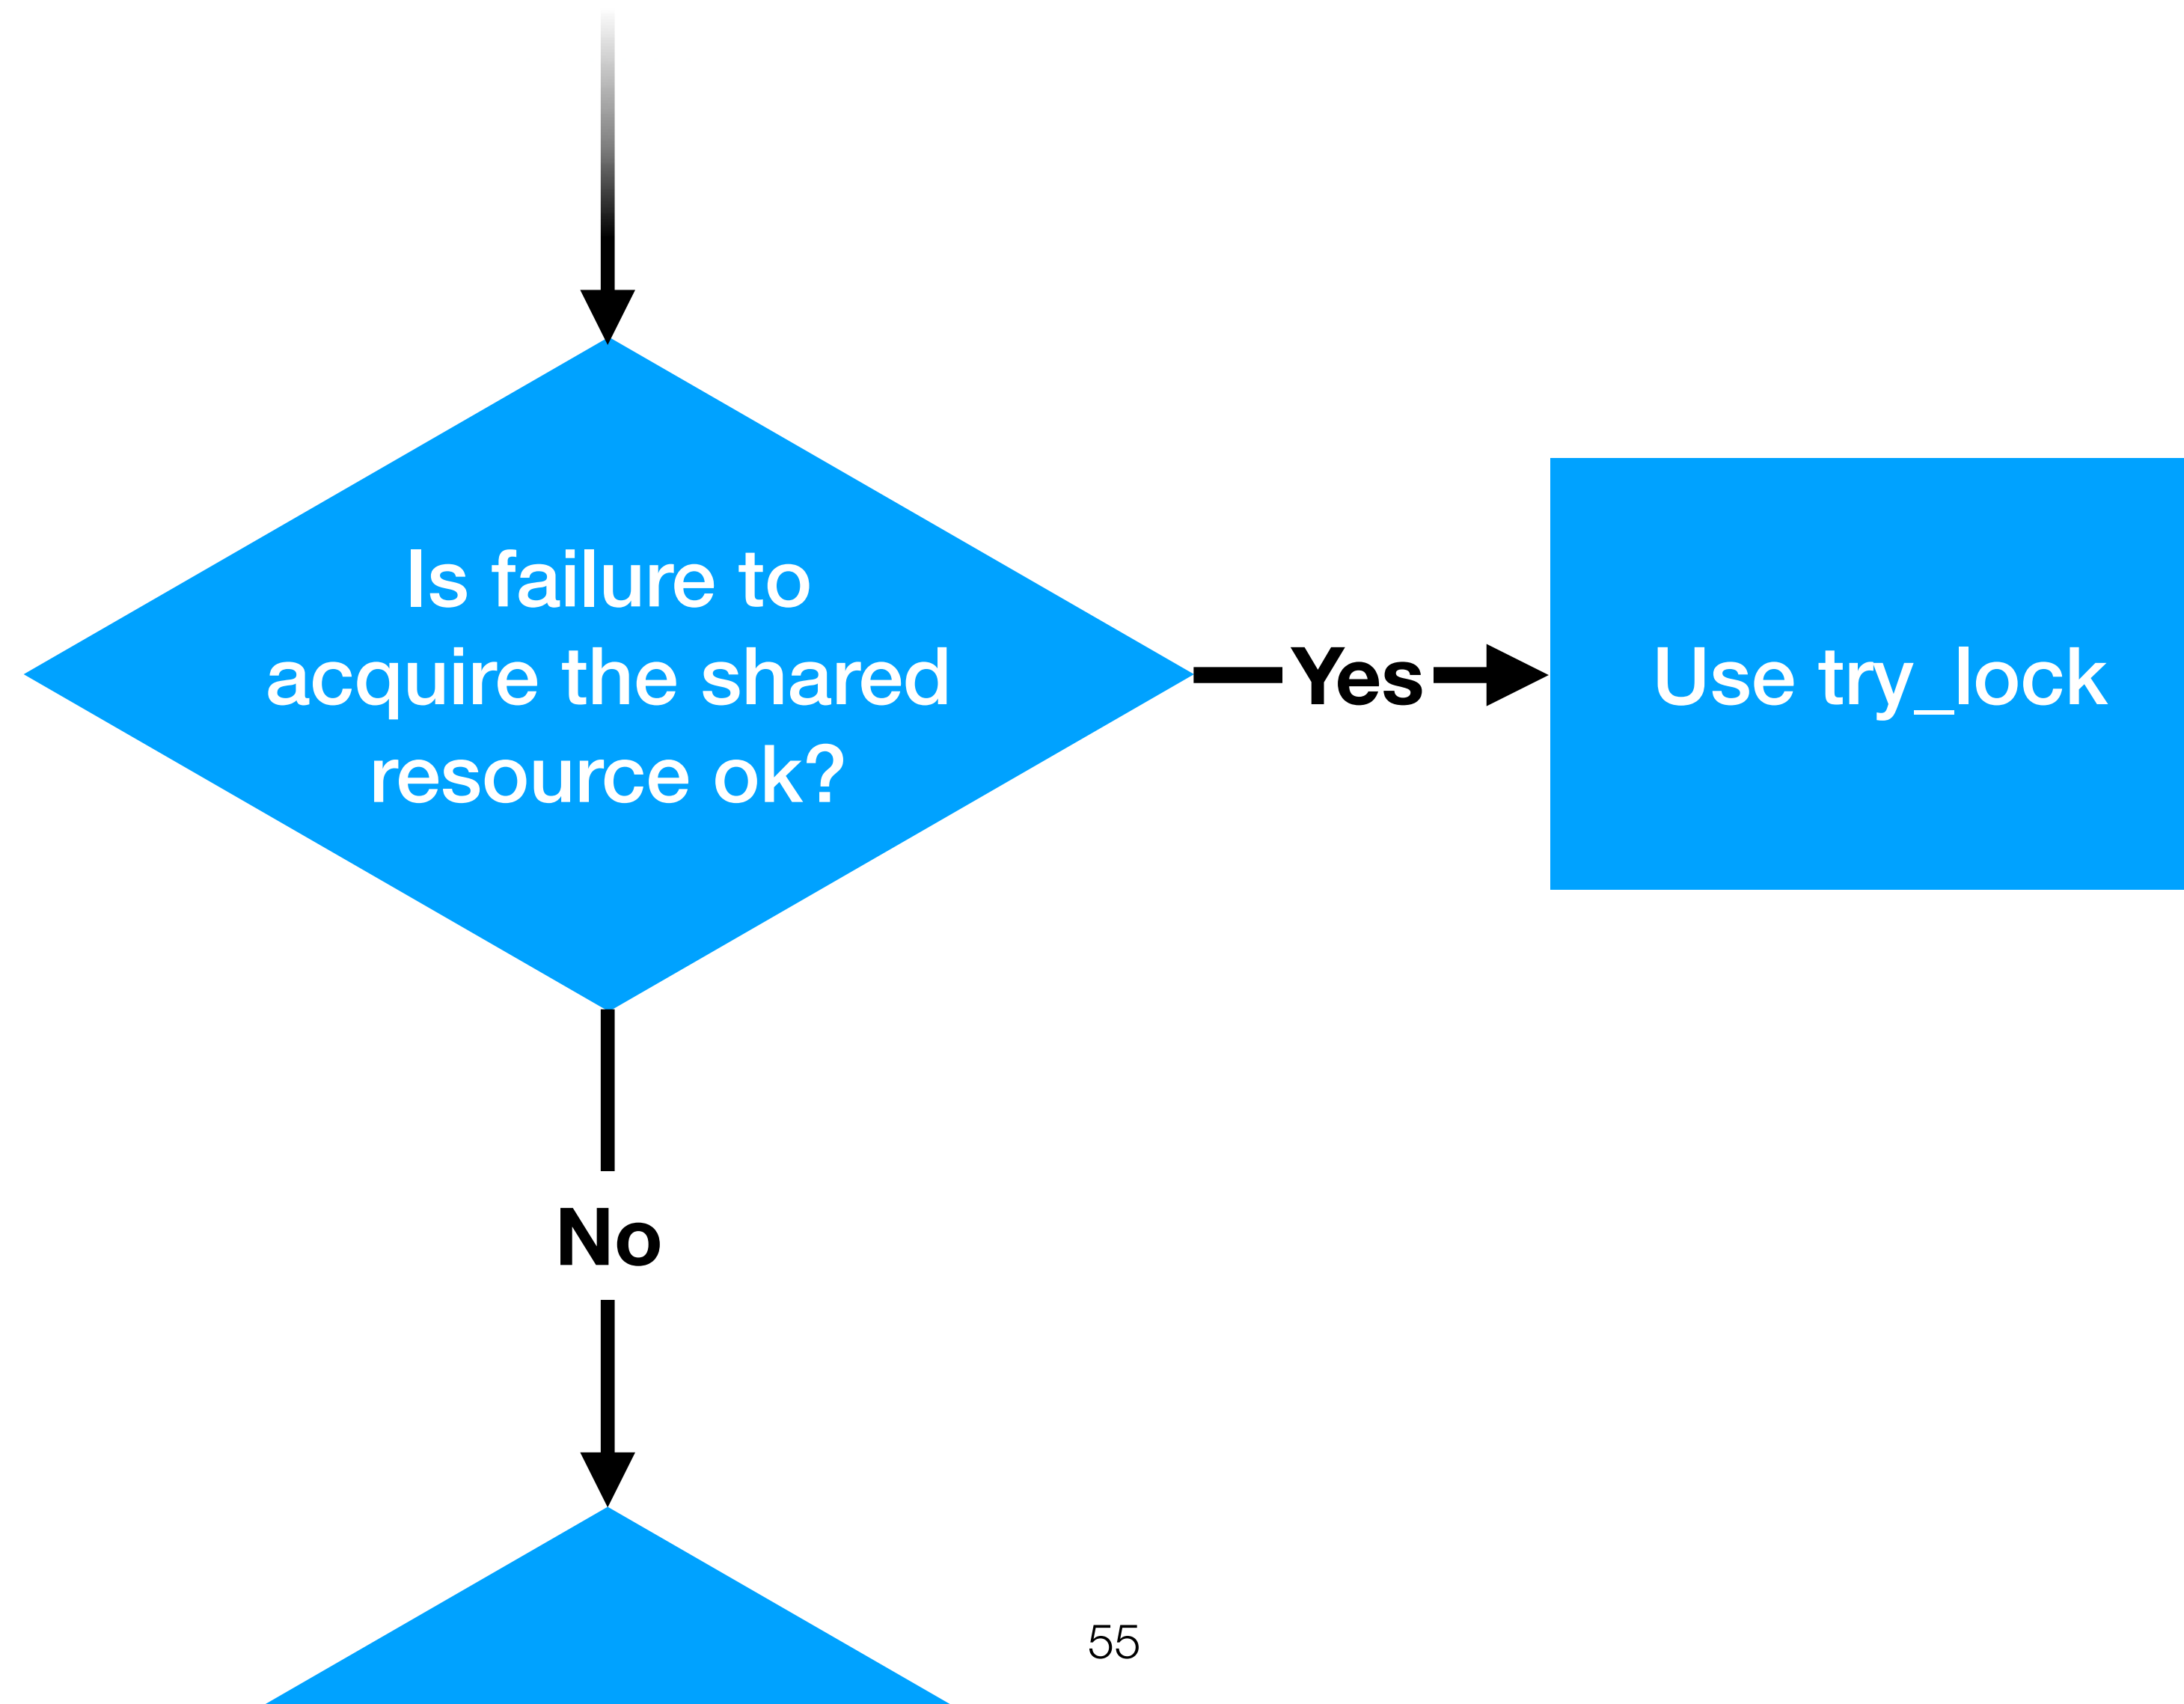 Is failure to
acquire the shared
resource ok?
Yes
Use try_lock
No
55